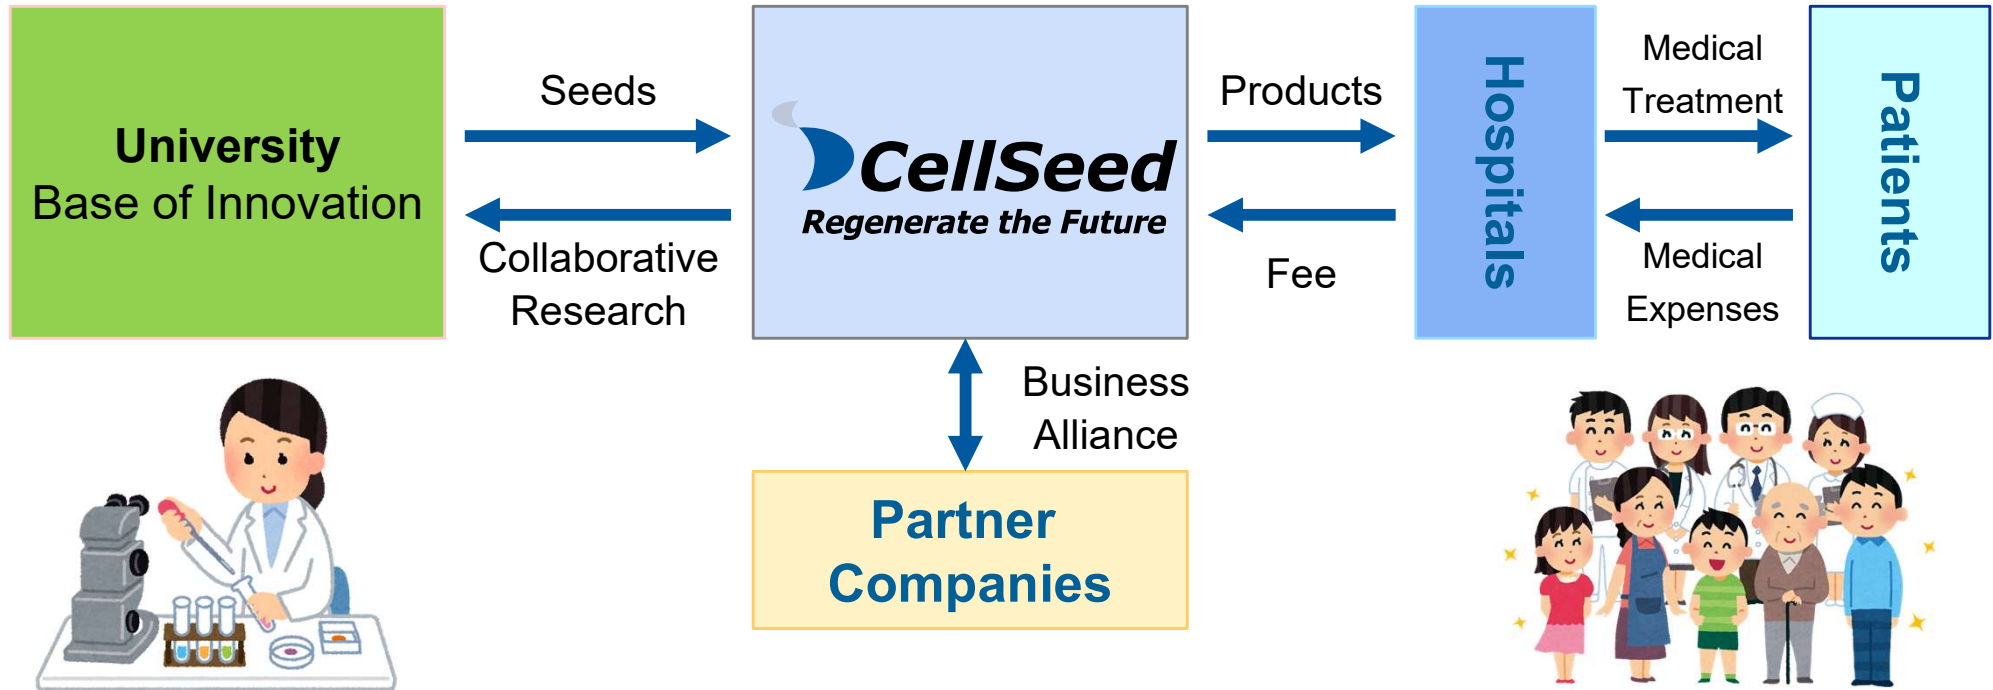 University
Base of Innovation
Seeds
Collaborative
Research
CellSeed
Regenerate the Future
Products
Fee
Hospitals
Medical
Treatment
Medical
Expenses
Patients
Business
Alliance
Partner
Companies